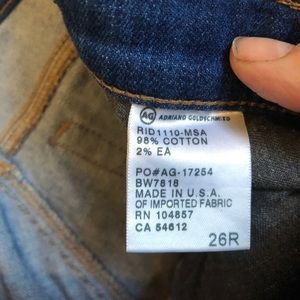 AG ADRIANO GOLDSCHMIED
RID1110-MSA
98% COTTON
2% EA
PO#AG-17254
BW7818
MADE IN U.S.A.
OF IMPORTED FABRIC
RN 104857
CA 54612
26R